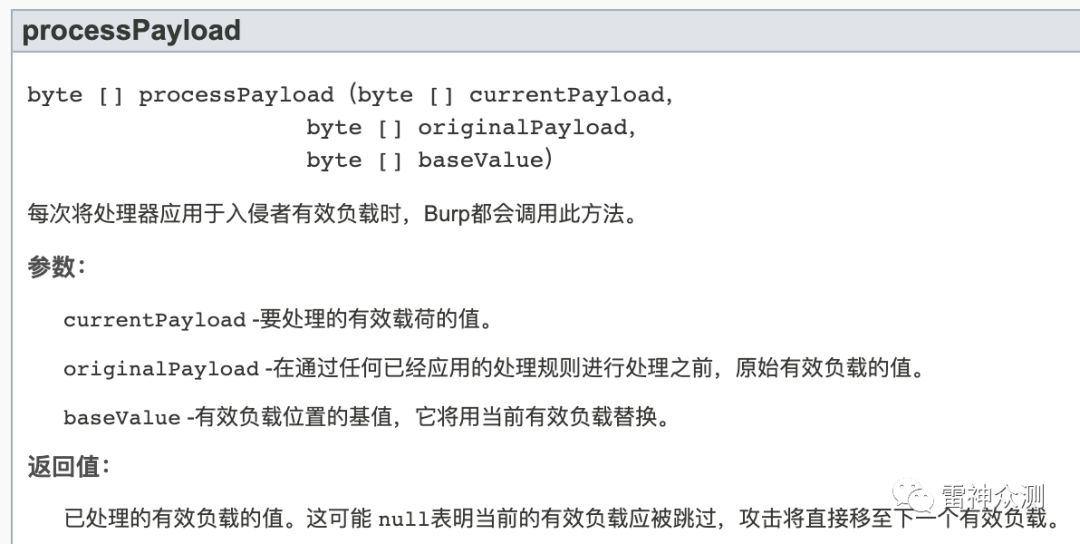 processPayload
byte [] processPayload（byte [] currentPayload，
byte [] originalPayload，
byte [] baseValue）
每次将处理器应用于入侵者有效负载时，Burp都会调用此方法。
参数：
currentPayload -要处理的有效载荷的值。
originalPayload -在通过任何已经应用的处理规则进行处理之前，原始有效负载的值。
baseValue -有效负载位置的基值，它将用当前有效负载替换。
返回值：
雷神众测
已处理的有效负载的值。这可能 null表明当前的有效负载应被跳过，攻击将直接移至下一个有效负载。